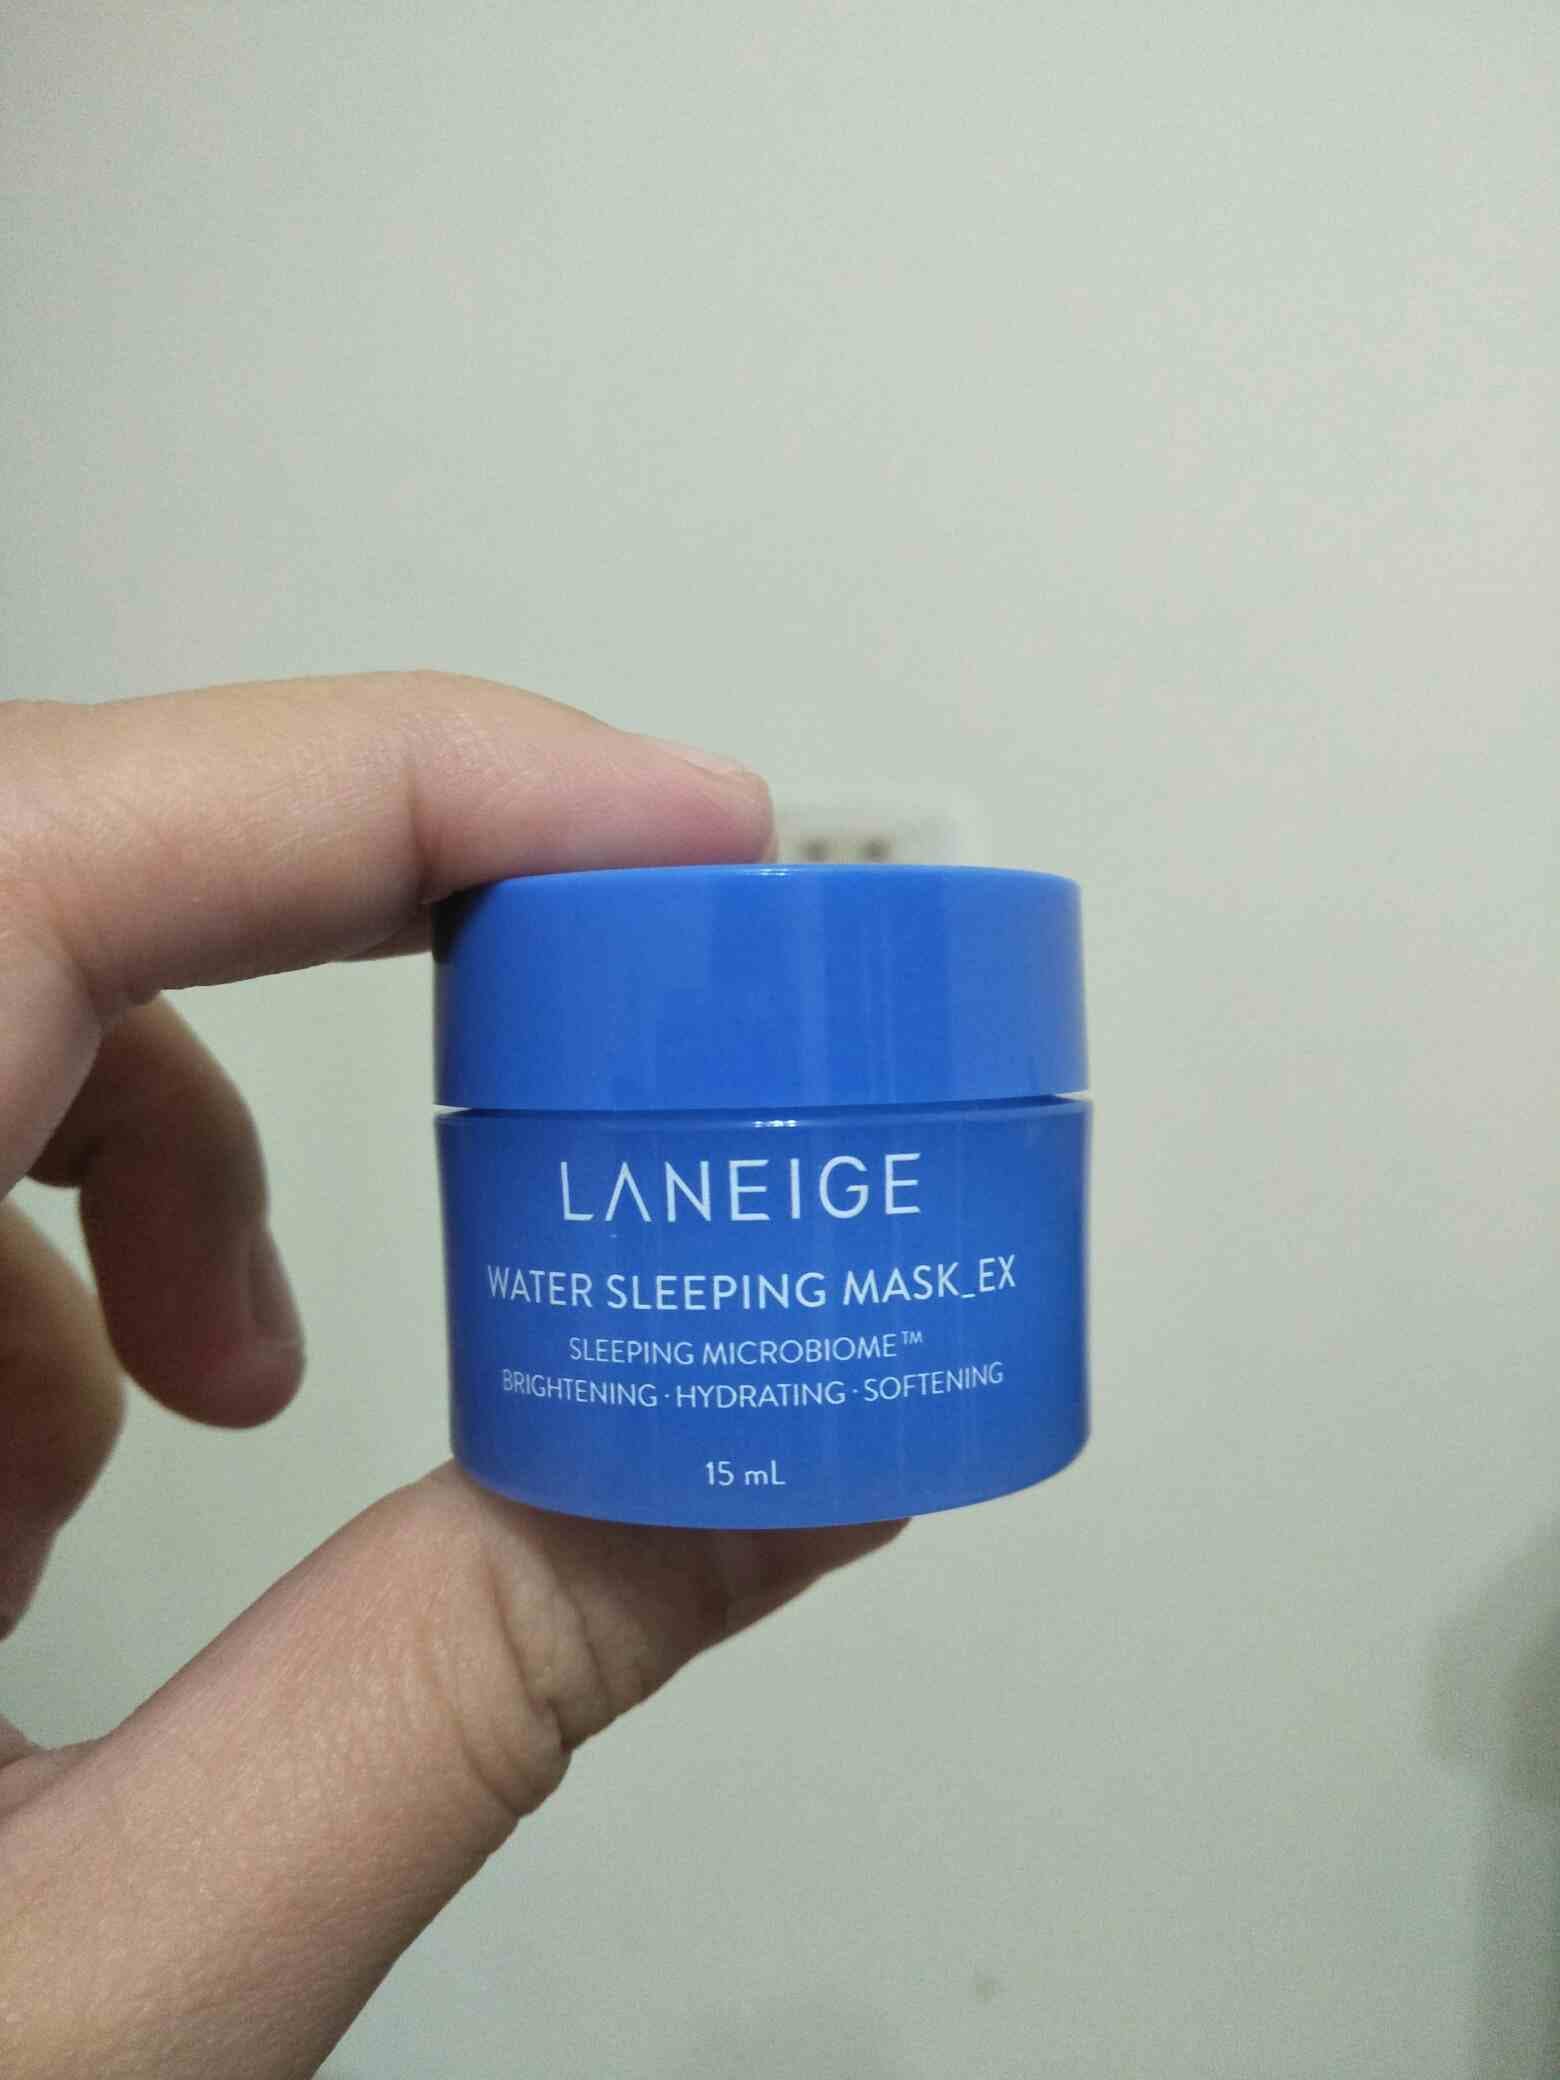 LANEIGE
WATER SLEEPING MASK_EX
SLEEPING MICROBIOME™
BRIGHTENING · HYDRATING · SOFTENING
15 mL